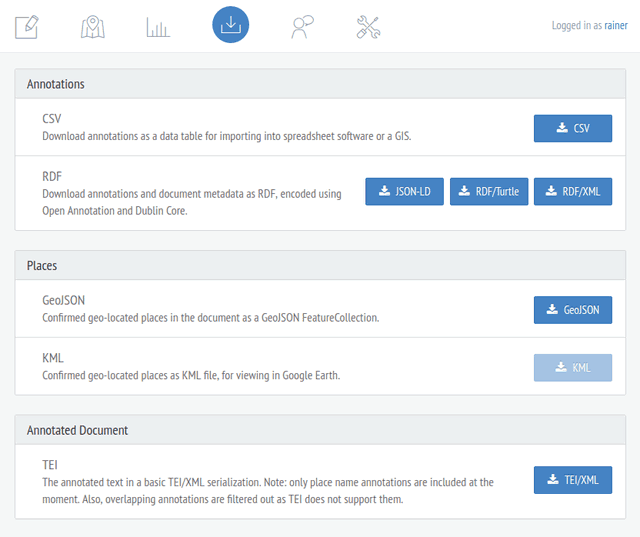 Logged in as rainer
Annotations
CSV
Download annotations as a data table for importing into spreadsheet software or a GIS.
CSV
RDF
Download annotations and document metadata as RDF, encoded using
Open Annotation and Dublin Core.
JSON-LD
RDF/Turtle
RDF/XML
Places
GeoJSON
Confirmed geo-located places in the document as a GeoJSON FeatureCollection.
GeoJSON
KML
Confirmed geo-located places as KML file, for viewing in Google Earth.
KML
Annotated Document
TEI
The annotated text in a basic TEI/XML serialization. Note: only place name annotations are included at the
moment. Also, overlapping annotations are filtered out as TEI does not support them.
TEI/XML